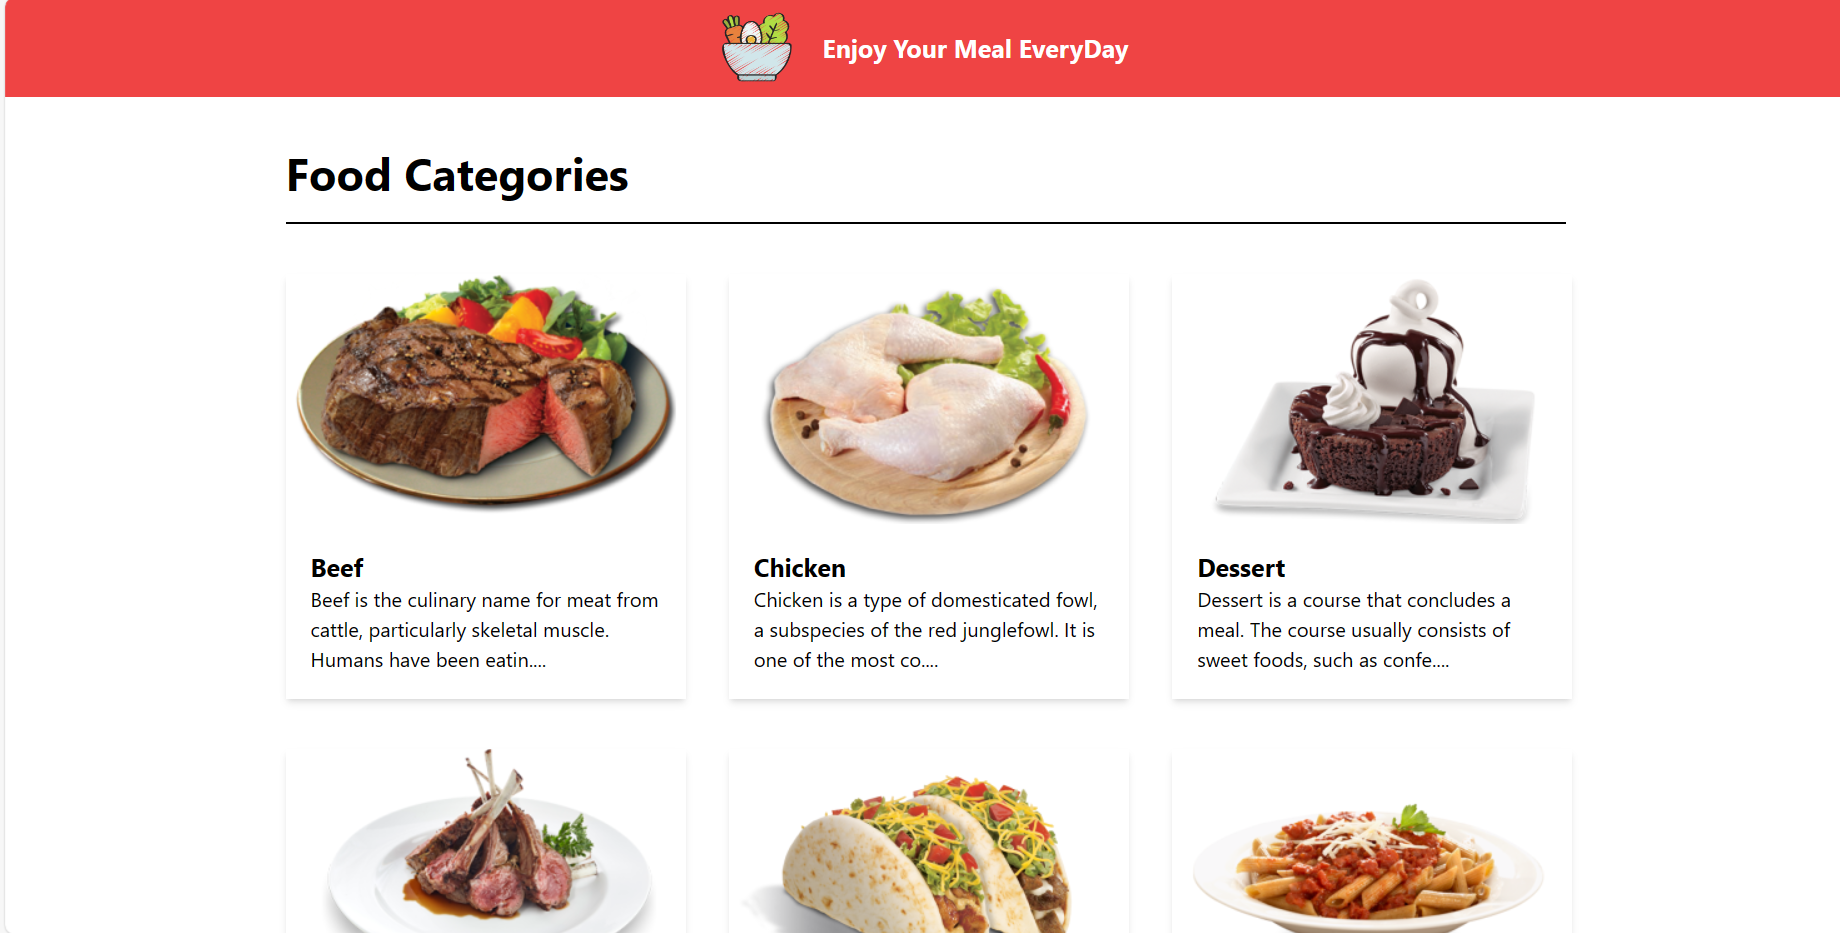 Enjoy Your Meal EveryDay
Food Categories
Beef
Beef is the culinary name for meat from
cattle, particularly skeletal muscle.
Humans have been eatin....
Chicken
Chicken is a type of domesticated fowl,
a subspecies of the red junglefowl. It is
one of the most co....
Dessert
Dessert is a course that concludes a
meal. The course usually consists of
sweet foods, such as confe....